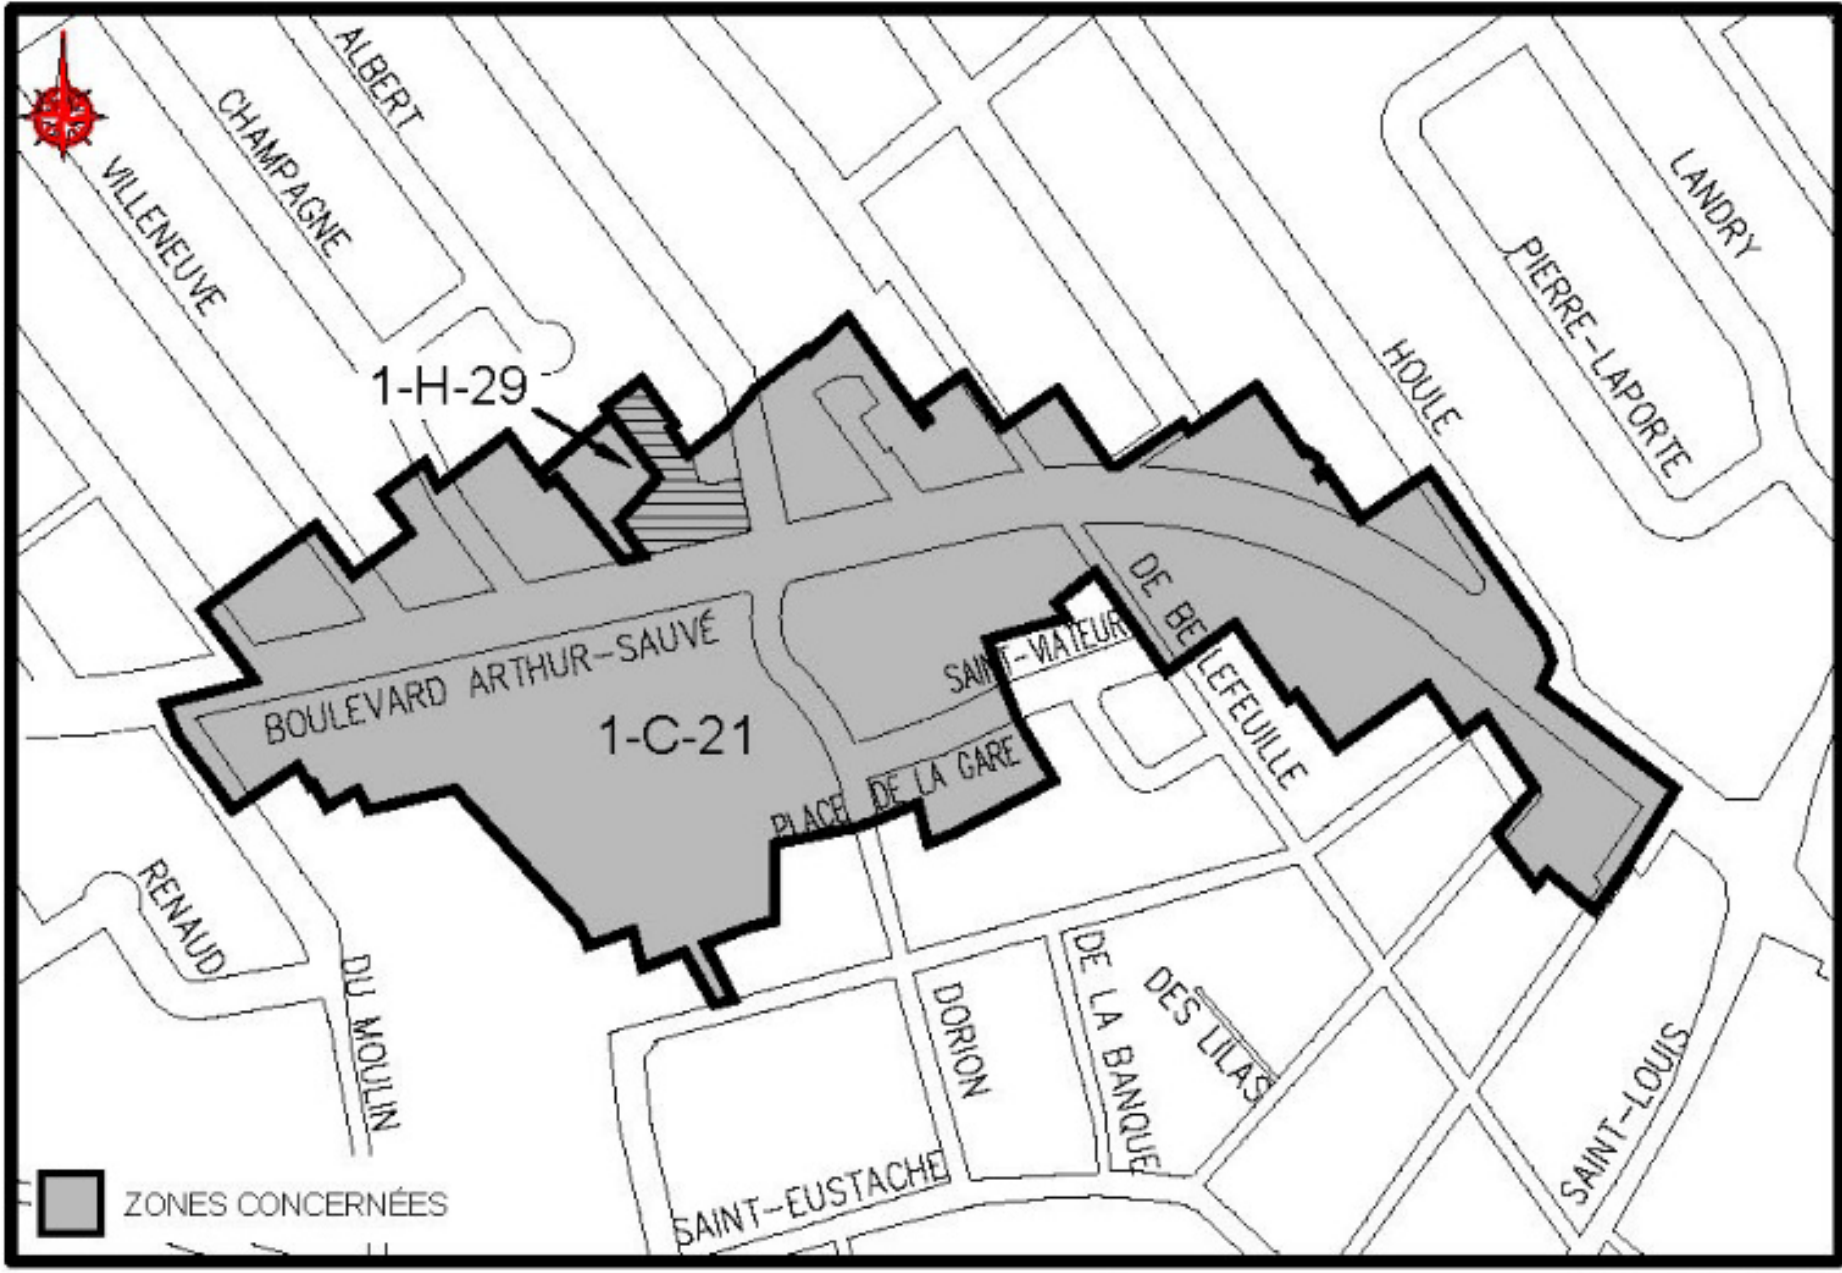 ALBERT
CHAMPAGNE
VILLENEUVE
LANDRY
PIERRE-LAPORTE
HOULE
1-H-29
BOULEVARD ARTHUR-SAUVÉ
1-C-21
SAINT-VIATEUR
DE BELLEFEUILLE
PLACE DE LA GARE
RENAUD
DU MOULIN
DORION
DE LA BANQUE
DES LILAS
SAINT-LOUIS
SAINT-EUSTACHE
ZONES CONCERNÉES